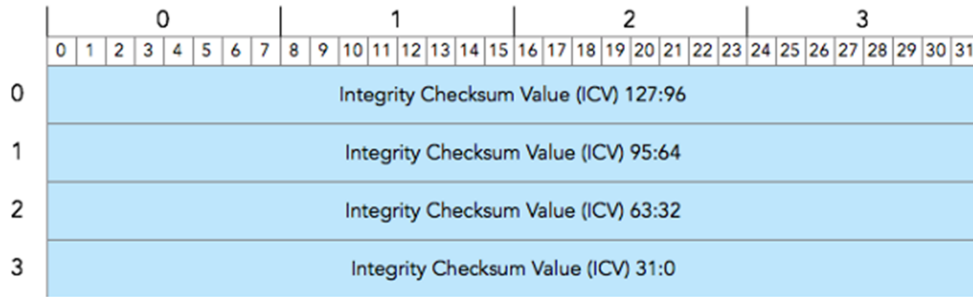 0 1 2 3
0 1 2 3 4 5 6 7 8 9 10 11 12 13 14 15 16 17 18 19 20 21 22 23 24 25 26 27 28 29 30 31
0 Integrity Checksum Value (ICV) 127:96
1 Integrity Checksum Value (ICV) 95:64
2 Integrity Checksum Value (ICV) 63:32
3 Integrity Checksum Value (ICV) 31:0